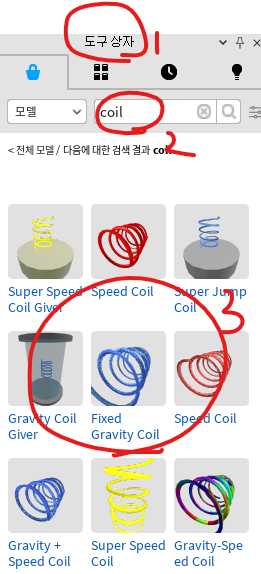 도구 상자
1
모델
coil
2
< 전체 모델 / 다음에 대한 검색 결과
3
Super Speed
Coil Giver
Speed Coil
Super Jump
Coil
Gravity Coil
Giver
Fixed
Gravity Coil
Speed Coil
Gravity +
Speed Coil
Super Speed
Coil
Gravity-Spe
ed Coil